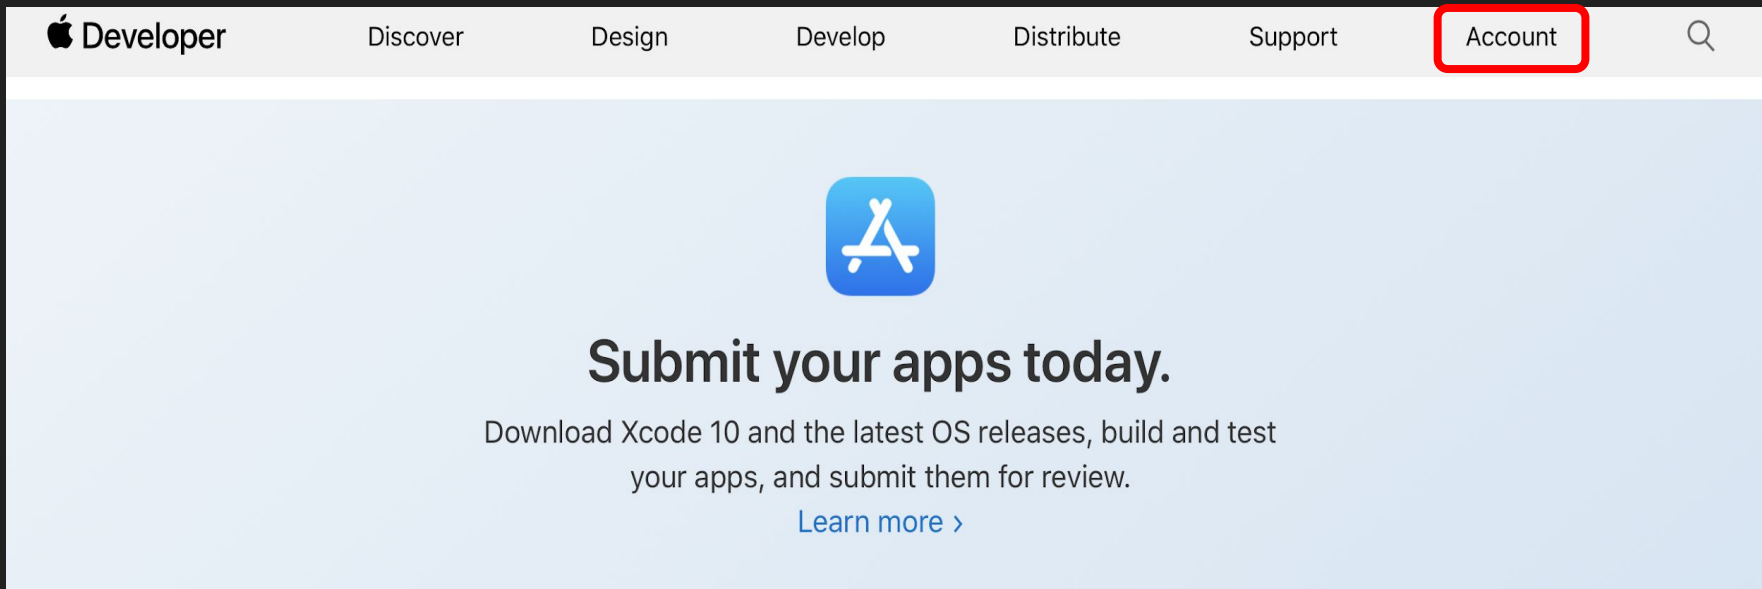 Developer Discover Design Develop Distribute Support Account
Submit your apps today.
Download Xcode 10 and the latest OS releases, build and test
your apps, and submit them for review.
Learn more ›